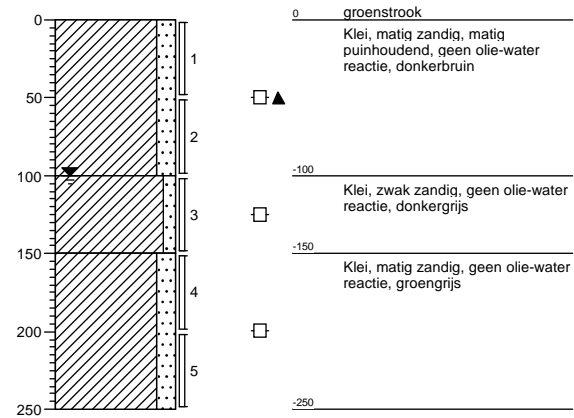 0
50
100
150
200
250
1
2
3
4
5
0
groenstrook
Klei, matig zandig, matig
puinhoudend, geen olie-water
reactie, donkerbruin
-100
Klei, zwak zandig, geen olie-water
reactie, donkergrijs
-150
Klei, matig zandig, geen olie-water
reactie, groengrijs
-250